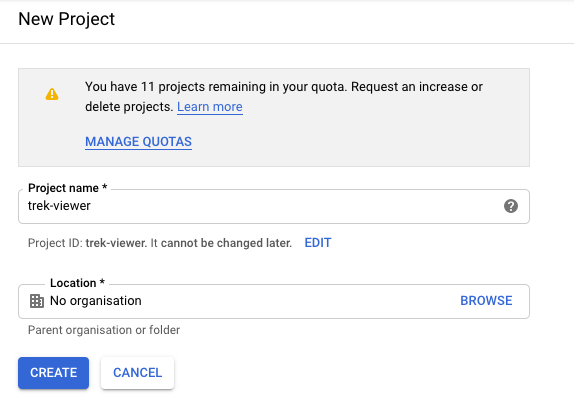 New Project
You have 11 projects remaining in your quota. Request an increase or
delete projects. Learn more
MANAGE QUOTAS
Project name *
trek-viewer
Project ID: trek-viewer. It cannot be changed later. EDIT
Location *
No organisation BROWSE
Parent organisation or folder
CREATE CANCEL